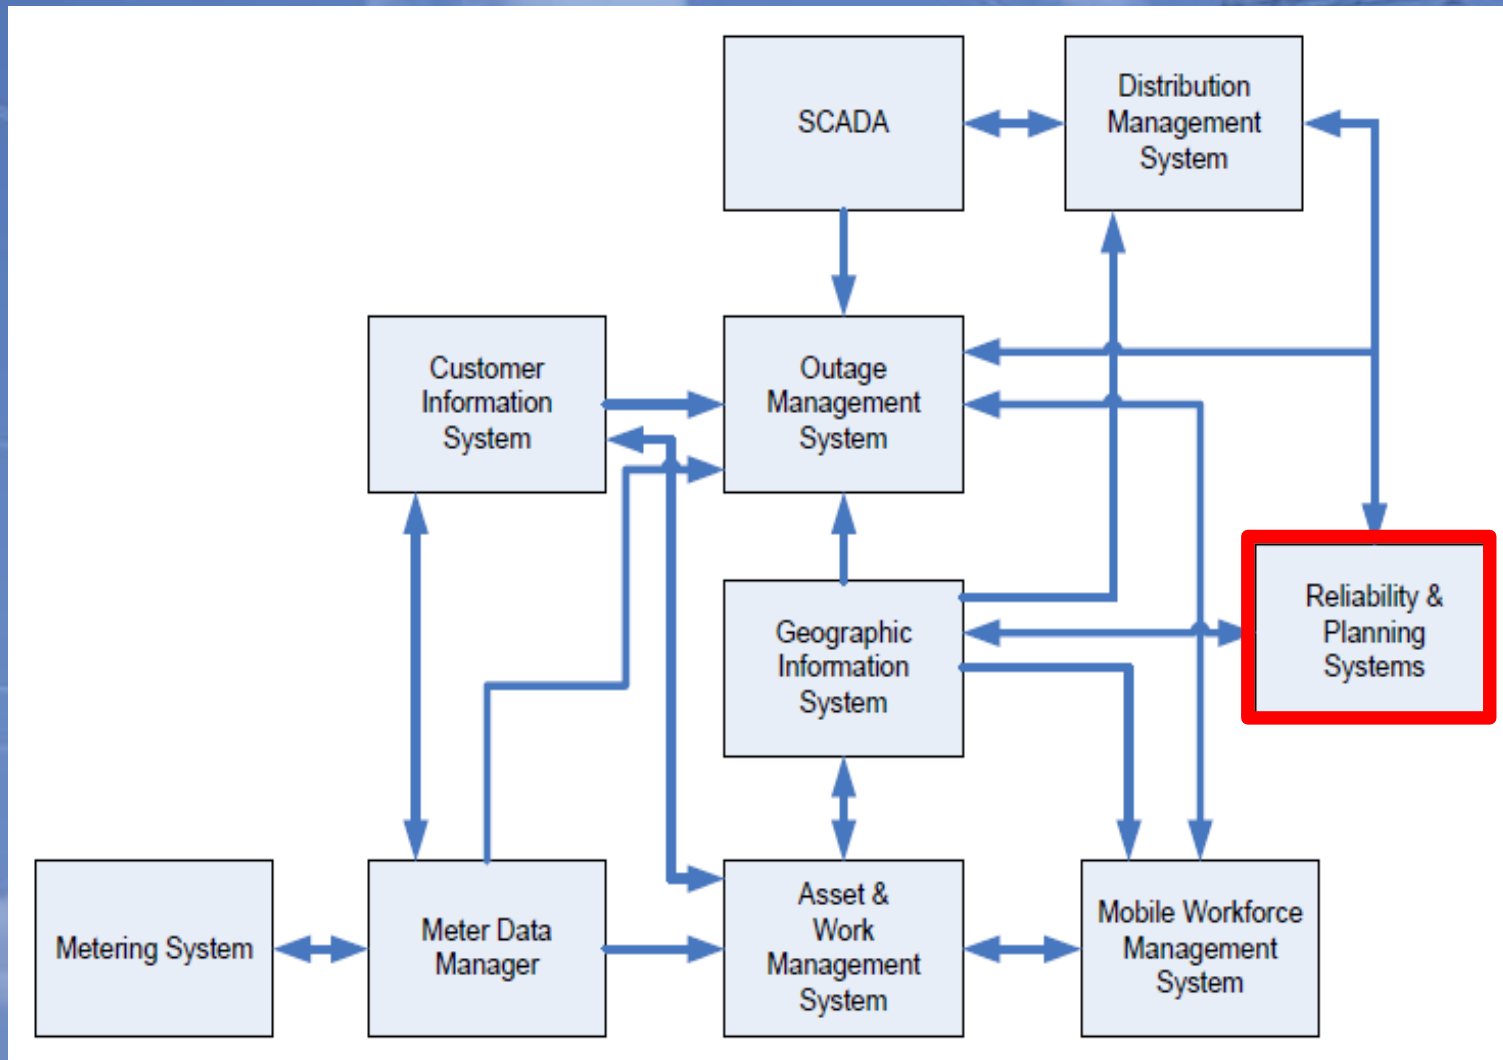 SCADA
Distribution
Management
System
Customer
Information
System
Outage
Management
System
Geographic
Information
System
Reliability &
Planning
Systems
Metering System
Meter Data
Manager
Asset &
Work
Management
System
Mobile Workforce
Management
System